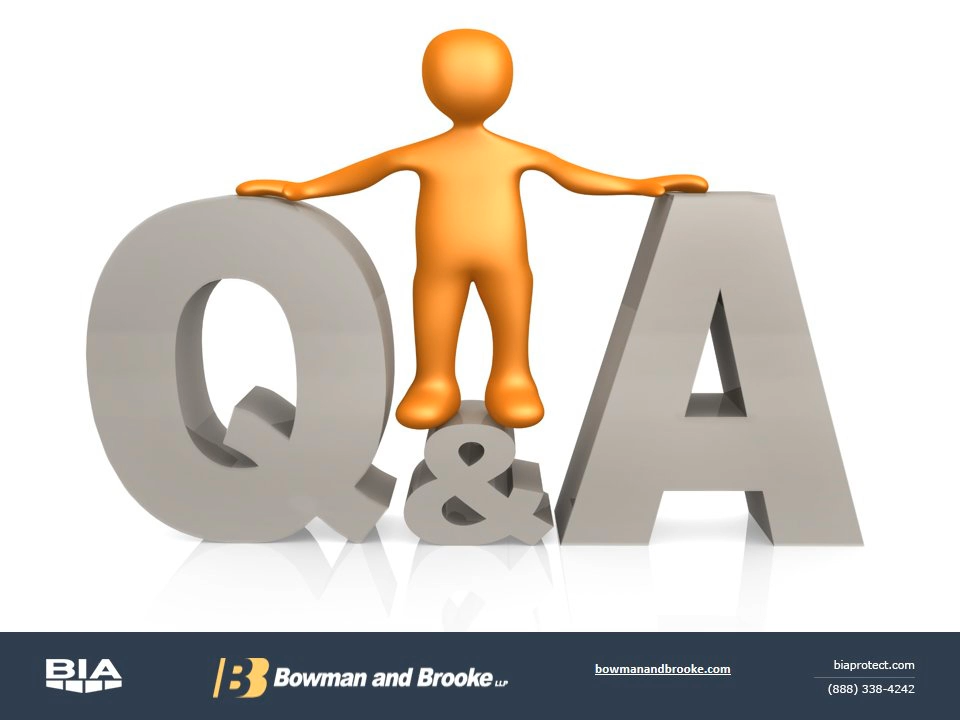 Q&A
BIA
B Bowman and Brooke LLP
bowmanandbrooke.com
biaprotect.com
(888) 338-4242